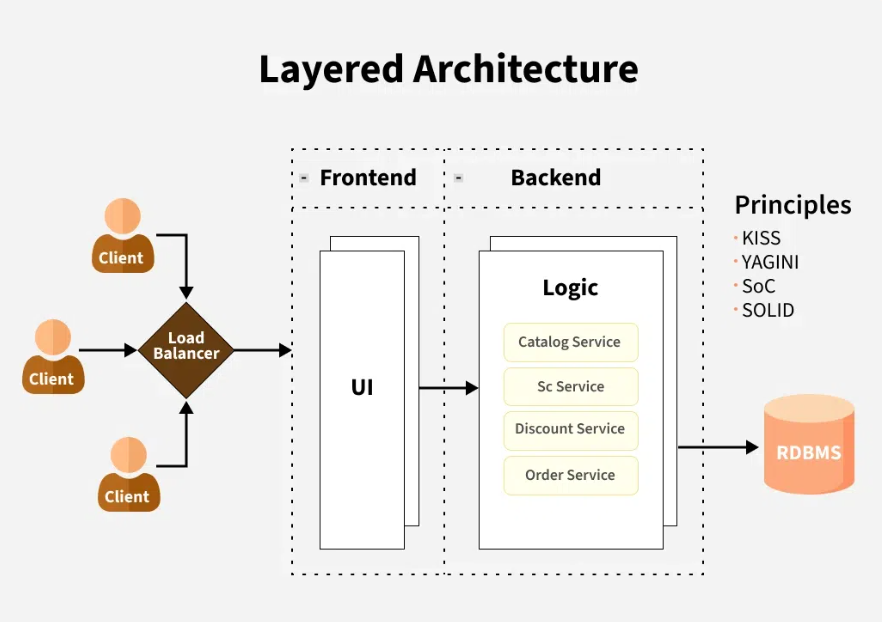 Layered Architecture
- Frontend
- Backend
Client
Client
Client
Load
Balancer
UI
Logic
Catalog Service
Sc Service
Discount Service
Order Service
Principles
• KISS
• YAGINI
• SoC
• SOLID
RDBMS